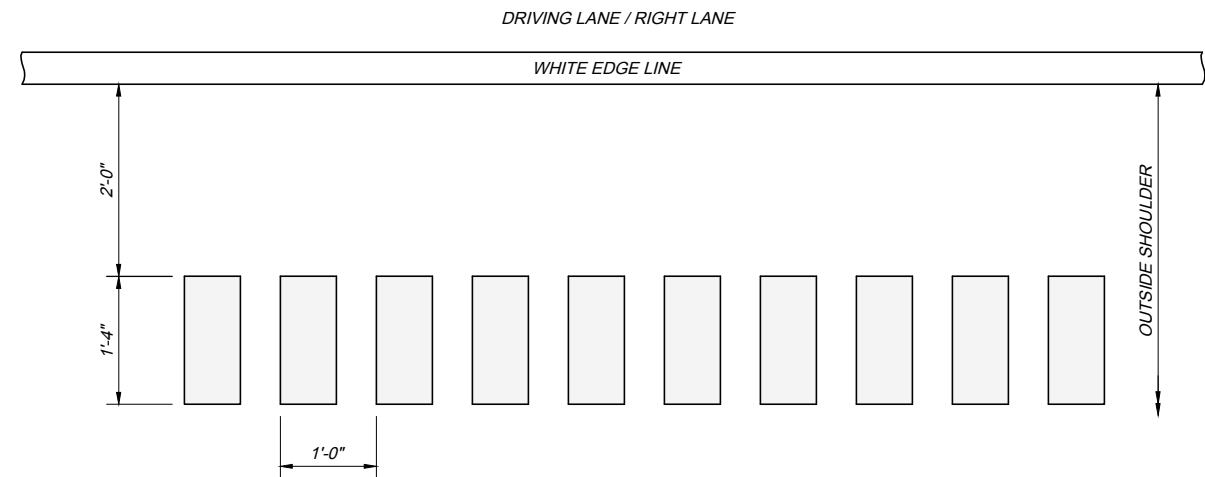 DRIVING LANE / RIGHT LANE
WHITE EDGE LINE
2'-0"
OUTSIDE SHOULDER
1'-4"
1'-0"